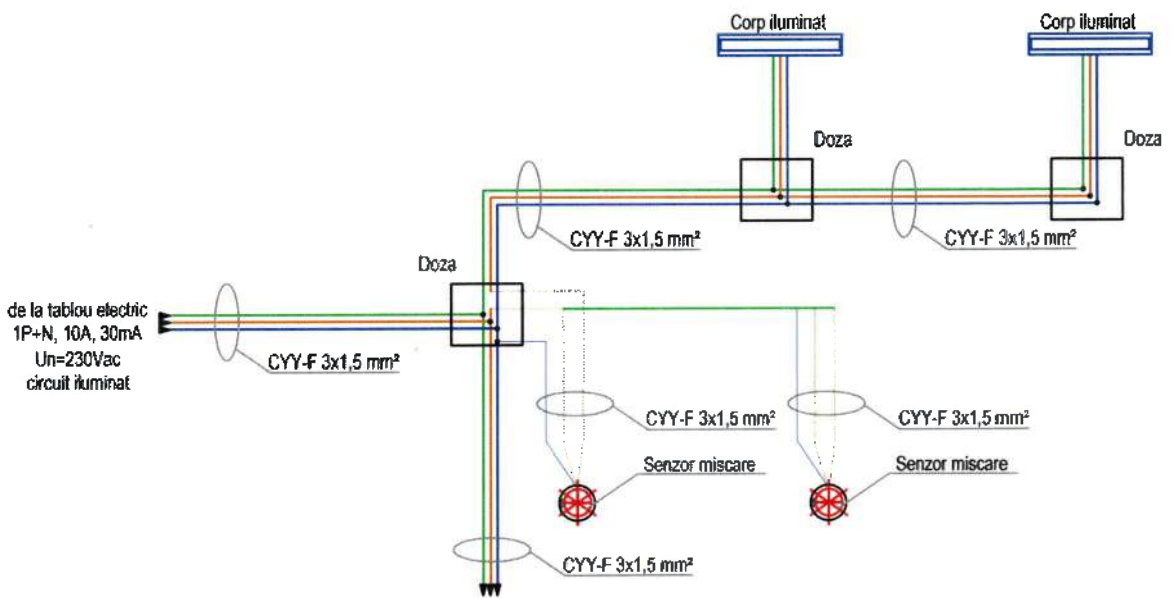 Corp iluminat
Corp iluminat
Doza
Doza
CYY-F 3x1,5 mm²
CYY-F 3x1,5 mm²
Doza
de la tablou electric
1P+N, 10A, 30mA
Un=230Vac
circuit iluminat
CYY-F 3x1,5 mm²
CYY-F 3x1,5 mm²
CYY-F 3x1,5 mm²
Senzor miscare
Senzor miscare
CYY-F 3x1,5 mm²